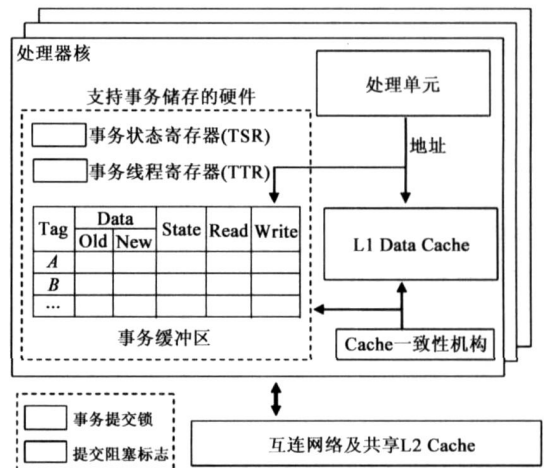 处理器核
支持事务储存的硬件
处理单元
事务状态寄存器(TSR)
地址
事务线程寄存器(TTR)
Tag Data State Read Write
Old New
L1 Data Cache
A
B
...
事务缓冲区
Cache一致性机构
事务提交锁
提交阻塞标志
互连网络及共享L2 Cache